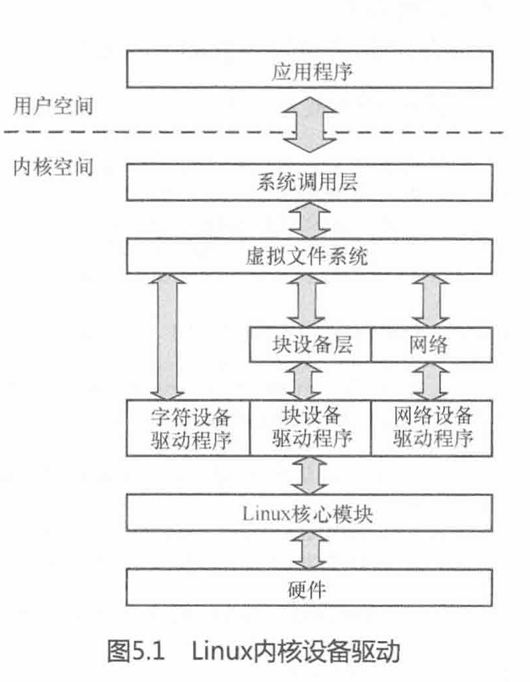 应用程序
用户空间
内核空间
系统调用层
虚拟文件系统
块设备层 网络
字符设备 块设备 网络设备
驱动程序 驱动程序 驱动程序
Linux核心模块
硬件
图5.1 Linux内核设备驱动